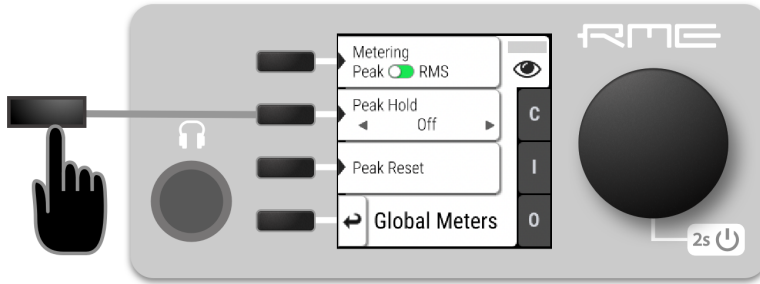 RME
Metering
Peak RMS
Peak Hold
◄ Off ►
C
Peak Reset
I
Global Meters
O
2s